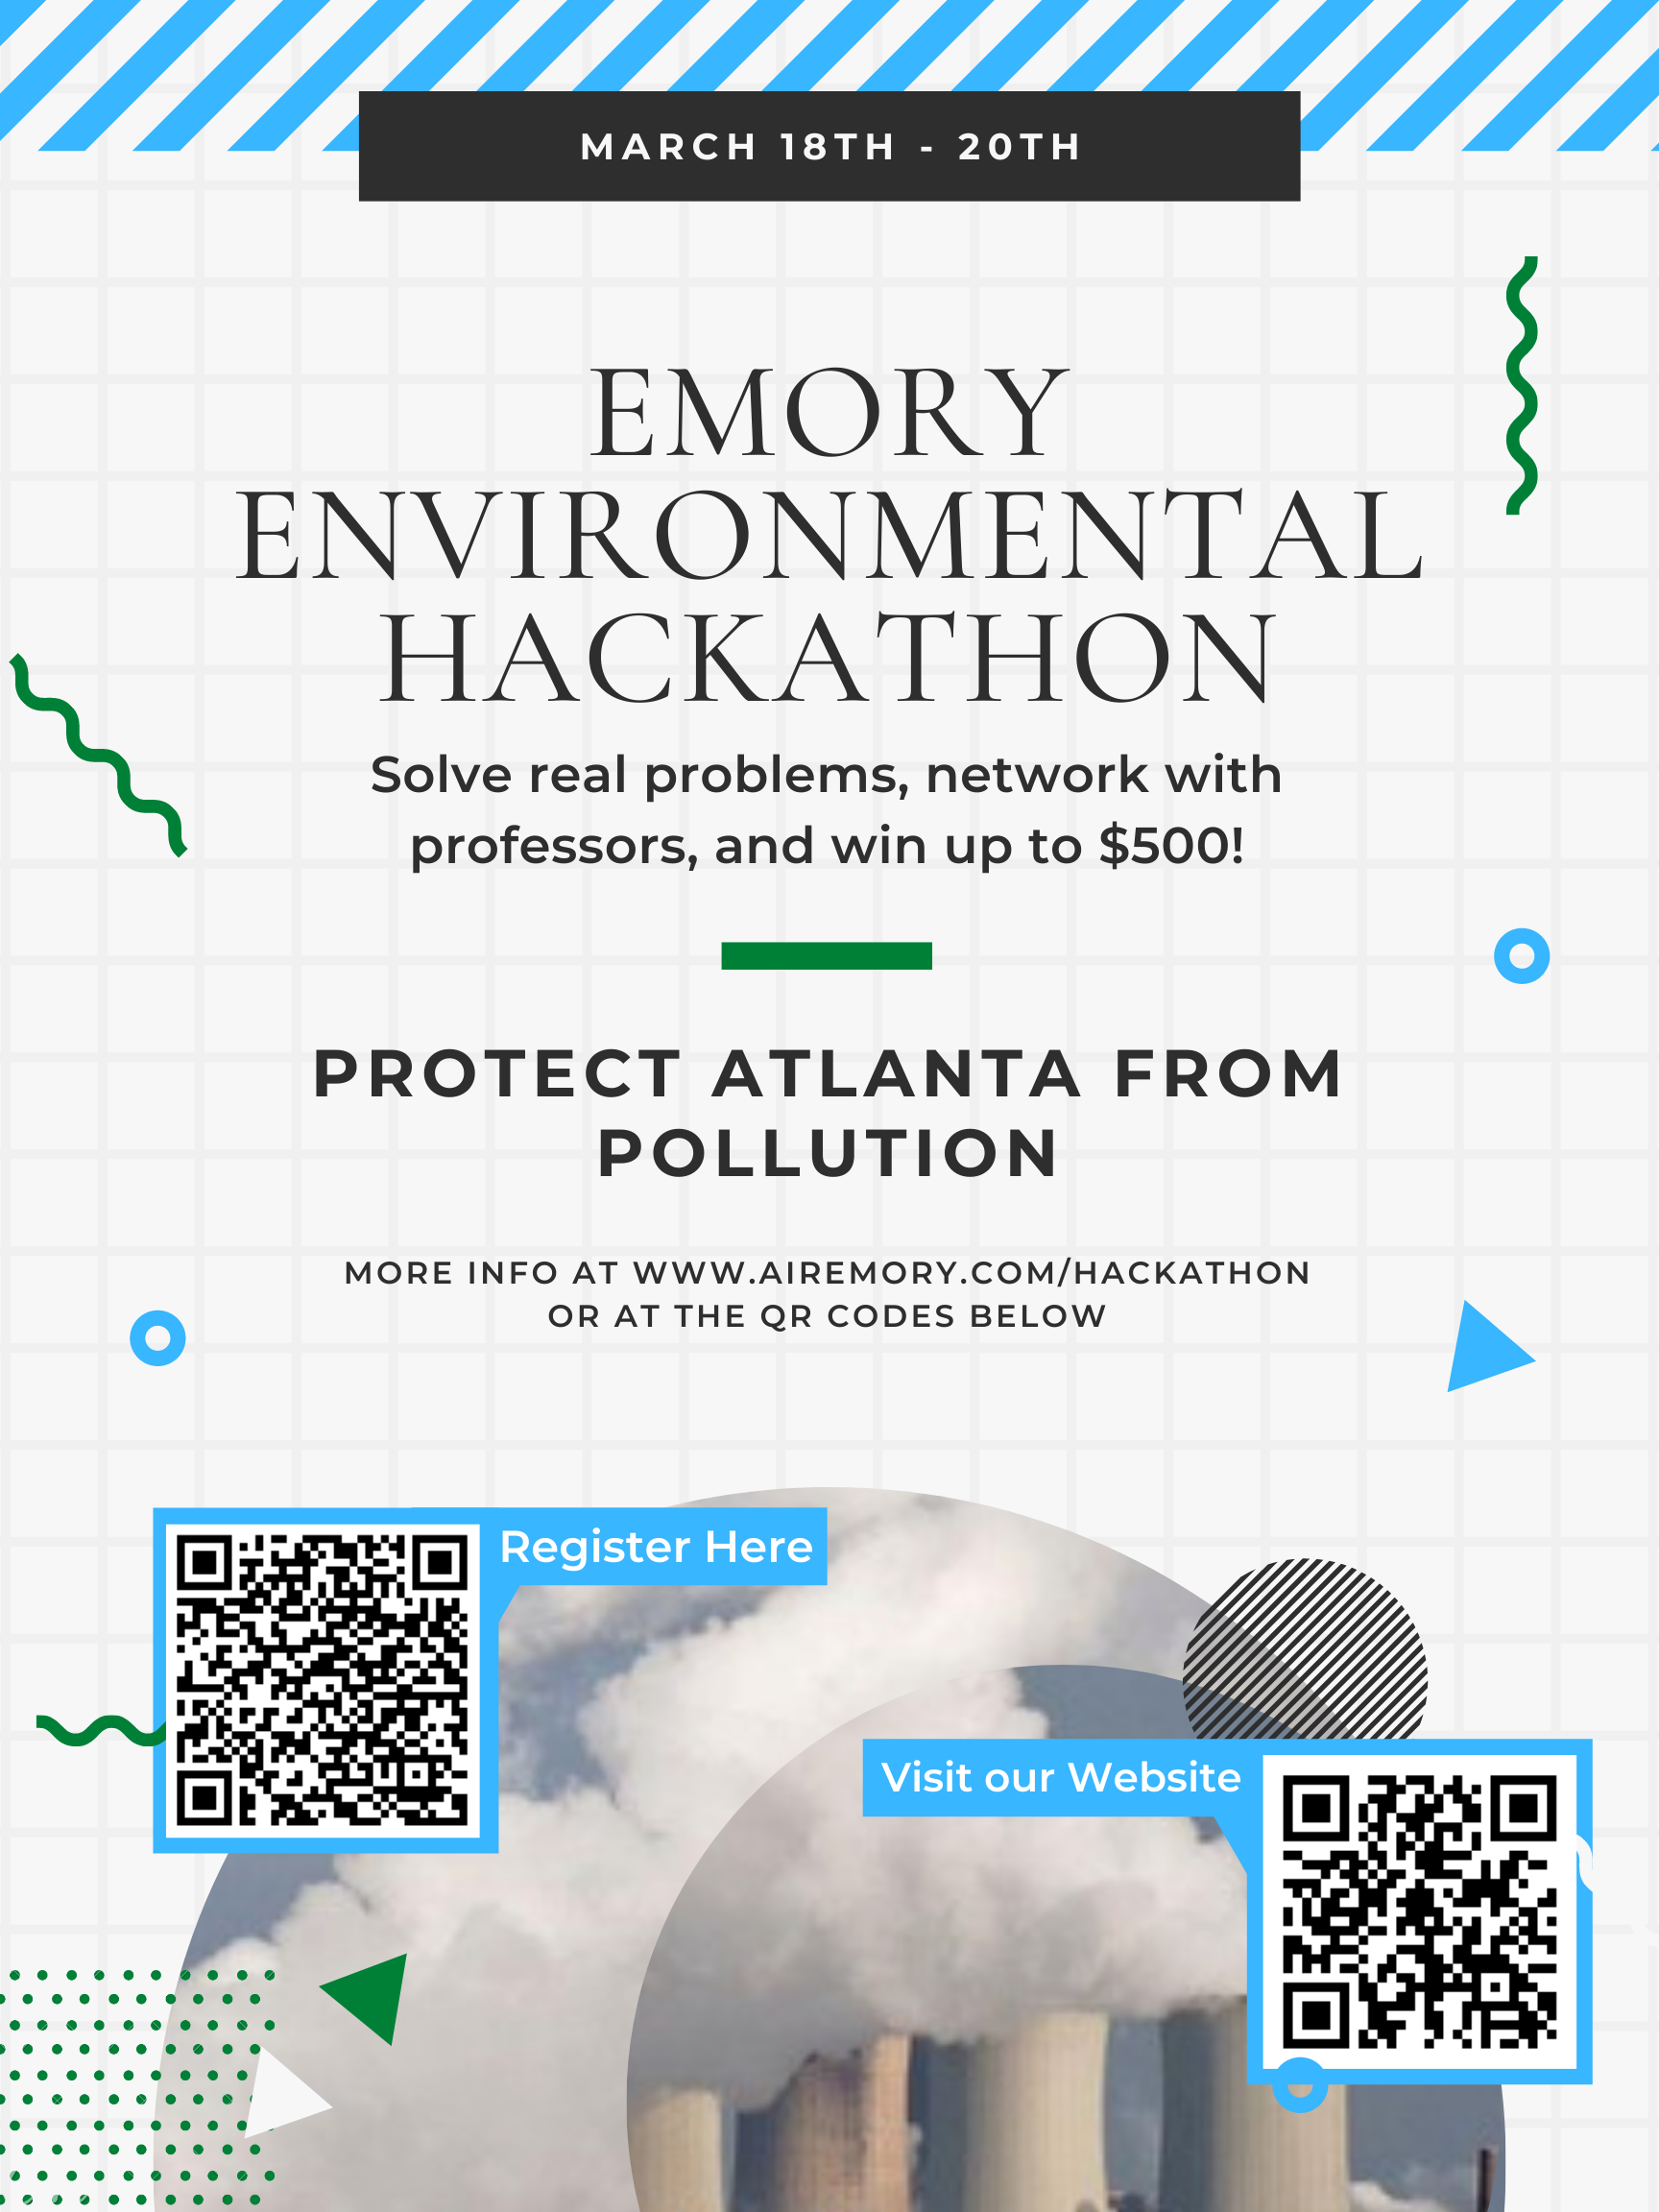 MARCH 18TH - 20TH
EMORY
ENVIRONMENTAL
HACKATHON
Solve real problems, network with
professors, and win up to $500!
PROTECT ATLANTA FROM
POLLUTION
MORE INFO AT WWW.AIREMORY.COM/HACKATHON
OR AT THE QR CODES BELOW
Register Here
Visit our Website